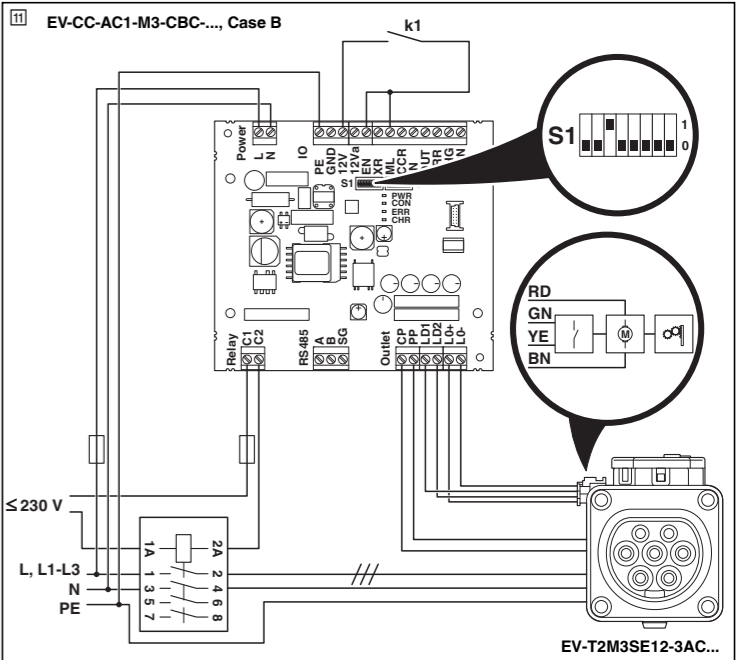 11
EV-CC-AC1-M3-CBC-..., Case B
k1
Power
L
N
IO
PE
GND
12V
12Va
EN
XR
ML
CR
N
UT
RR
IG
N
S1
PWR
CON
ERR
CHR
S1
1
0
RD
GN
YE
BN
M
Relay
C1
C2
RS485
A
B
SG
Outlet
CP
PP
LD1
LD2
L0+
L0-
≤ 230 V
1A
2A
L, L1-L3
1
2
N
3
4
PE
5
6
7
8
EV-T2M3SE12-3AC...